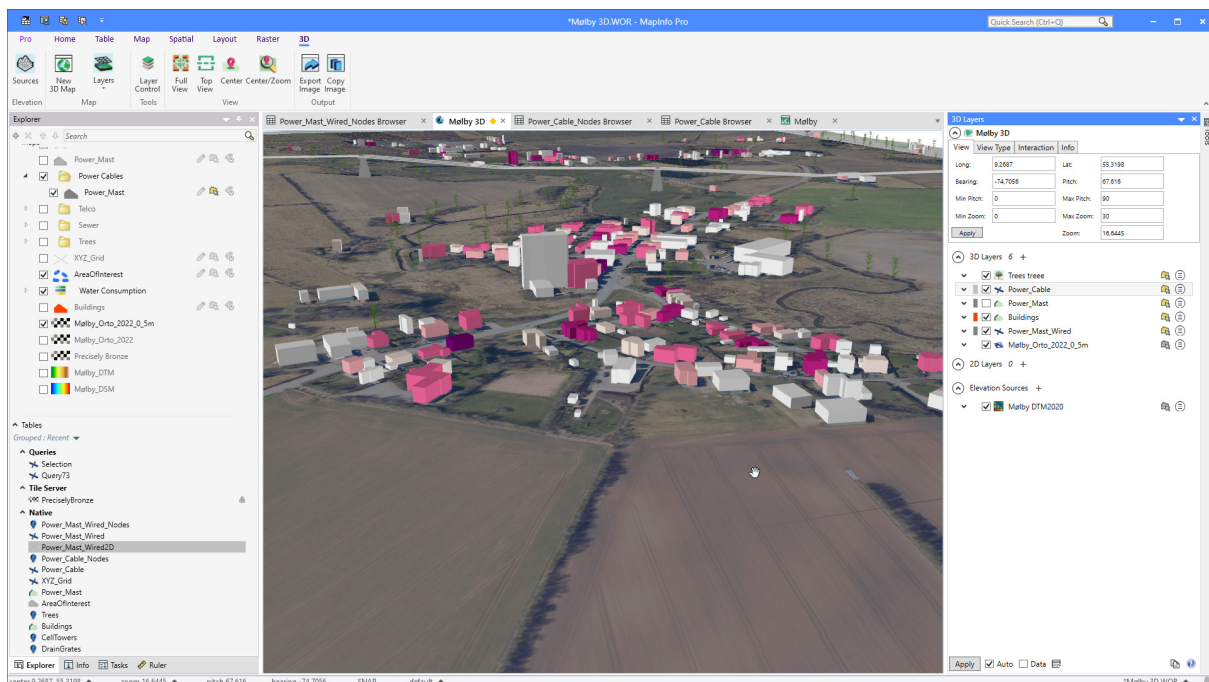 *Mølby 3D.WOR - MapInfo Pro
Quick Search (Ctrl+Q)
Pro Home Table Map Spatial Layout Raster 3D
Sources New 3D Map Layers Layer Control Full View Top View Center Center/Zoom Export Image Copy Image
Elevation Map Tools View Output
Explorer
Search
Power_Mast
Power Cables
Power_Mast
Telco
Sewer
Trees
XYZ_Grid
AreaOfInterest
Water Consumption
Buildings
Mølby_Orto_2022_0_5m
Mølby_Orto_2022
Precisely Bronze
Mølby_DTM
Mølby_DSM
Tables
Grouped : Recent
Queries
Selection
Query73
Tile Server
PreciselyBronze
Native
Power_Mast_Wired_Nodes
Power_Mast_Wired
Power_Mast_Wired2D
Power_Cable_Nodes
Power_Cable
XYZ_Grid
Power_Mast
AreaOfInterest
Trees
Buildings
CellTowers
DrainGrates
Explorer Info Tasks Ruler
Power_Mast_Wired_Nodes Browser Mølby 3D Power_Cable_Nodes Browser Power_Cable Browser Mølby
3D Layers
Mølby 3D
View View Type Interaction Info
Long: 9.2687 Lat: 55.3198
Bearing: -74.7056 Pitch: 67.616
Min Pitch: 0 Max Pitch: 90
Min Zoom: 0 Max Zoom: 30
Apply Zoom: 16.6445
3D Layers 6 +
Trees treee
Power_Cable
Power_Mast
Buildings
Power_Mast_Wired
Mølby_Orto_2022_0_5m
2D Layers 0 +
Elevation Sources +
Mølby DTM2020
Apply Auto Data
Tools
center 9.2687, 55.3198 zoom 16.6445 pitch 67.616 bearing -74.7056 SNAP default *Mølby 3D.WOR